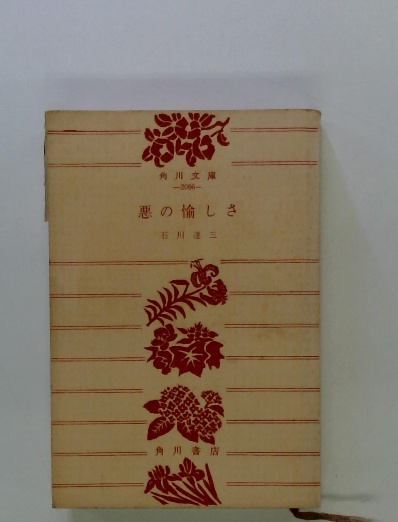 角川文庫
—2086—
悪の愉しさ
石川達三
角川書店